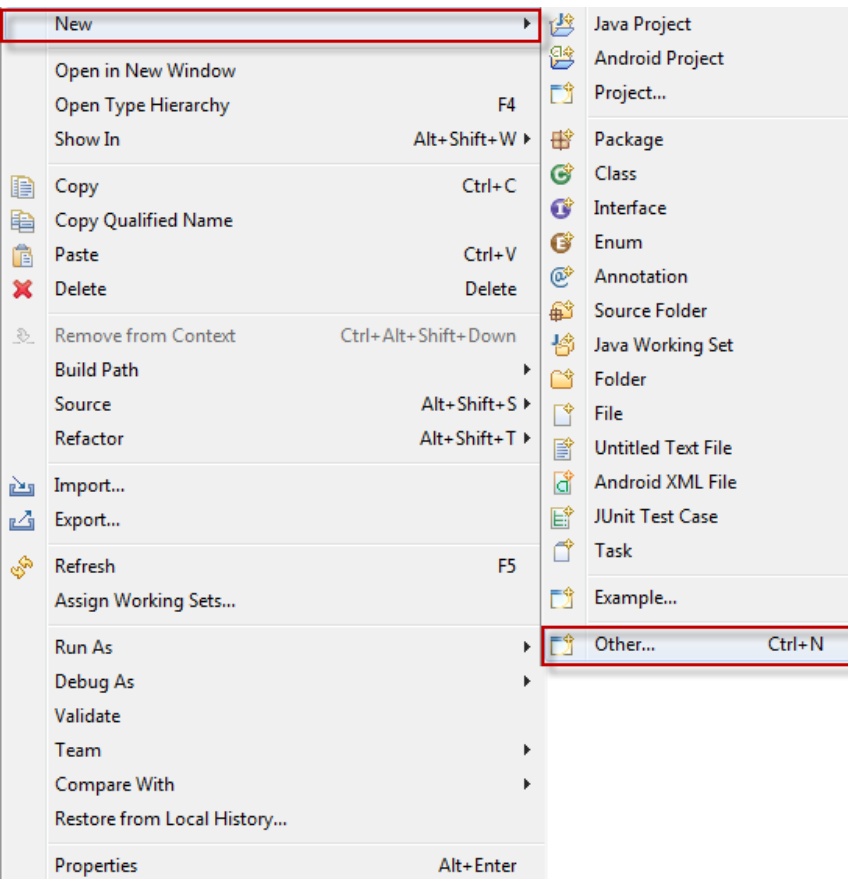 New
Open in New Window
Open Type Hierarchy F4
Show In Alt+Shift+W
Copy Ctrl+C
Copy Qualified Name
Paste Ctrl+V
Delete Delete
Remove from Context Ctrl+Alt+Shift+Down
Build Path
Source Alt+Shift+S
Refactor Alt+Shift+T
Import...
Export...
Refresh F5
Assign Working Sets...
Run As
Debug As
Validate
Team
Compare With
Restore from Local History...
Properties Alt+Enter
Java Project
Android Project
Project...
Package
Class
Interface
Enum
Annotation
Source Folder
Java Working Set
Folder
File
Untitled Text File
Android XML File
JUnit Test Case
Task
Example...
Other... Ctrl+N